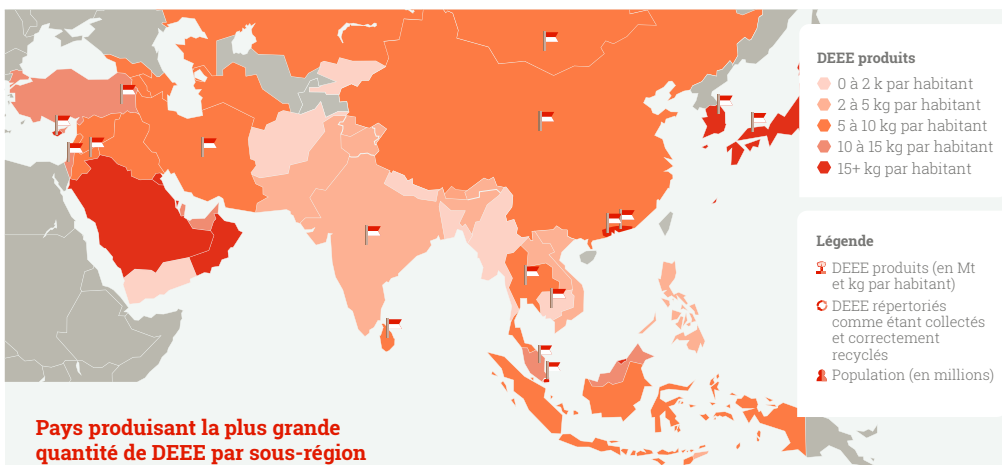 DEEE produits
0 à 2 k par habitant
2 à 5 kg par habitant
5 à 10 kg par habitant
10 à 15 kg par habitant
15+ kg par habitant
Légende
DEEE produits (en Mt
et kg par habitant)
DEEE répertoriés
comme étant collectés
et correctement
recyclés
Population (en millions)
Pays produisant la plus grande
quantité de DEEE par sous-région